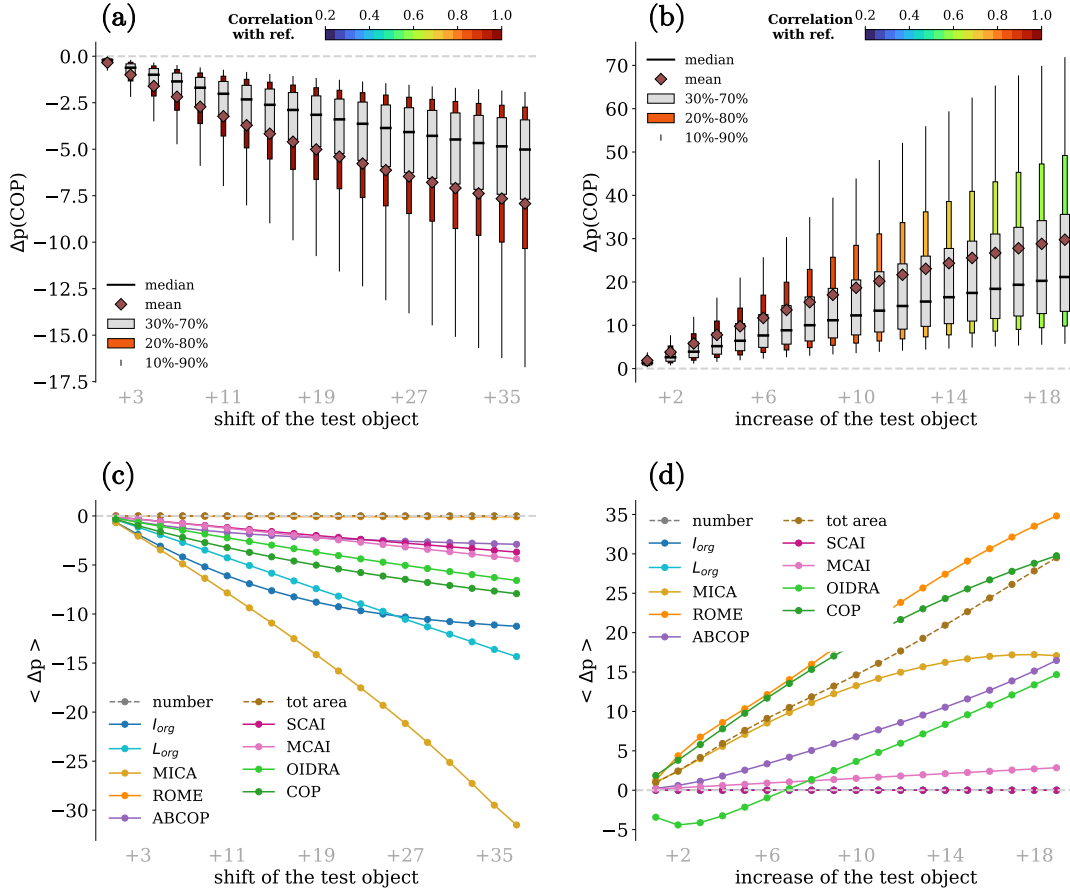 (a)
Correlation
with ref.
0.2 0.4 0.6 0.8 1.0
0.0
−2.5
−5.0
−7.5
−10.0
−12.5
−15.0
−17.5
Δp(COP)
median
mean
30%-70%
20%-80%
10%-90%
+3 +11 +19 +27 +35
shift of the test object
(b)
Correlation
with ref.
0.2 0.4 0.6 0.8 1.0
70
60
50
40
30
20
10
0
Δp(COP)
median
mean
30%-70%
20%-80%
10%-90%
+2 +6 +10 +14 +18
increase of the test object
(c)
0
−5
−10
−15
−20
−25
−30
< Δp >
number
I_org
L_org
MICA
ROME
ABCOP
tot area
SCAI
MCAI
OIDRA
COP
+3 +11 +19 +27 +35
shift of the test object
(d)
35
30
25
20
15
10
5
0
−5
< Δp >
number
I_org
L_org
MICA
ROME
ABCOP
tot area
SCAI
MCAI
OIDRA
COP
+2 +6 +10 +14 +18
increase of the test object